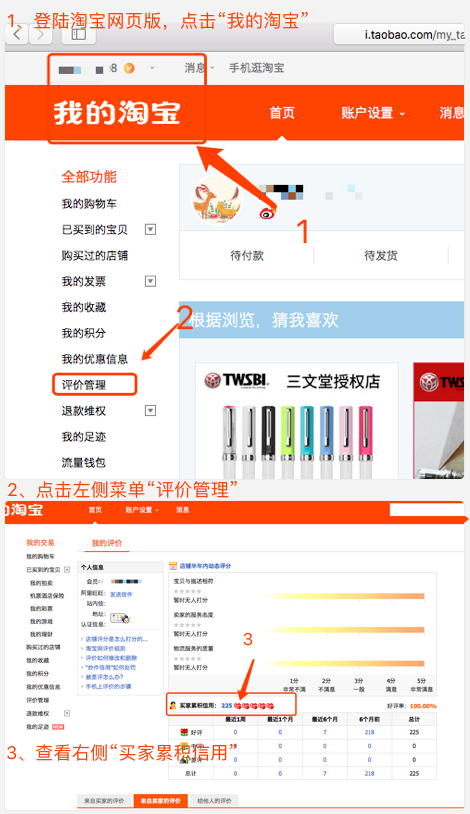 1、登陆淘宝网页版，点击“我的淘宝”
i.taobao.com/my_ta
8
消息
手机逛淘宝
我的淘宝
首页
账户设置
消息
全部功能
我的购物车
已买到的宝贝
购买过的店铺
我的发票
我的收藏
我的积分
我的优惠信息
评价管理
退款维权
我的足迹
流量钱包
1
待付款
待发货
2
根据浏览，猜我喜欢
TWSBI 三文堂授权店
TW
2、点击左侧菜单“评价管理”
的淘宝
首页
账户设置
消息
我的交易
我的购物车
已买到的宝贝
我的拍卖
机票酒店保险
我的彩票
我的游戏
我的理财
购买过的店铺
我的收藏
我的积分
我的优惠信息
评价管理
退款维权
我的足迹 NEW
我的评价
个人信息
会员:
阿里旺旺: 发送信件
站内信:
地址:
认证信息:
店铺评分是怎么打分的...
淘宝网评价规则
评价如何修改和删除
"炒作信用"如何处罚
被差评怎么办?
手机上评价的步骤
店铺半年内动态评分
宝贝与描述相符
暂时无人打分
卖家的服务态度
暂时无人打分
物流服务的质量
暂时无人打分
1分 2分 3分 4分 5分
非常不满 不满意 一般 满意 非常满意
3
买家累积信用: 225
好评率: 100.00%
最近1周 最近1个月 最近6个月 6个月前 总计
好评 0 0 7 218 225
0 0 0 0 0
0 0 0 0 0
总计 0 0 7 218 225
3、查看右侧“买家累积信用”
来自买家的评价
来自卖家的评价
给他人的评价